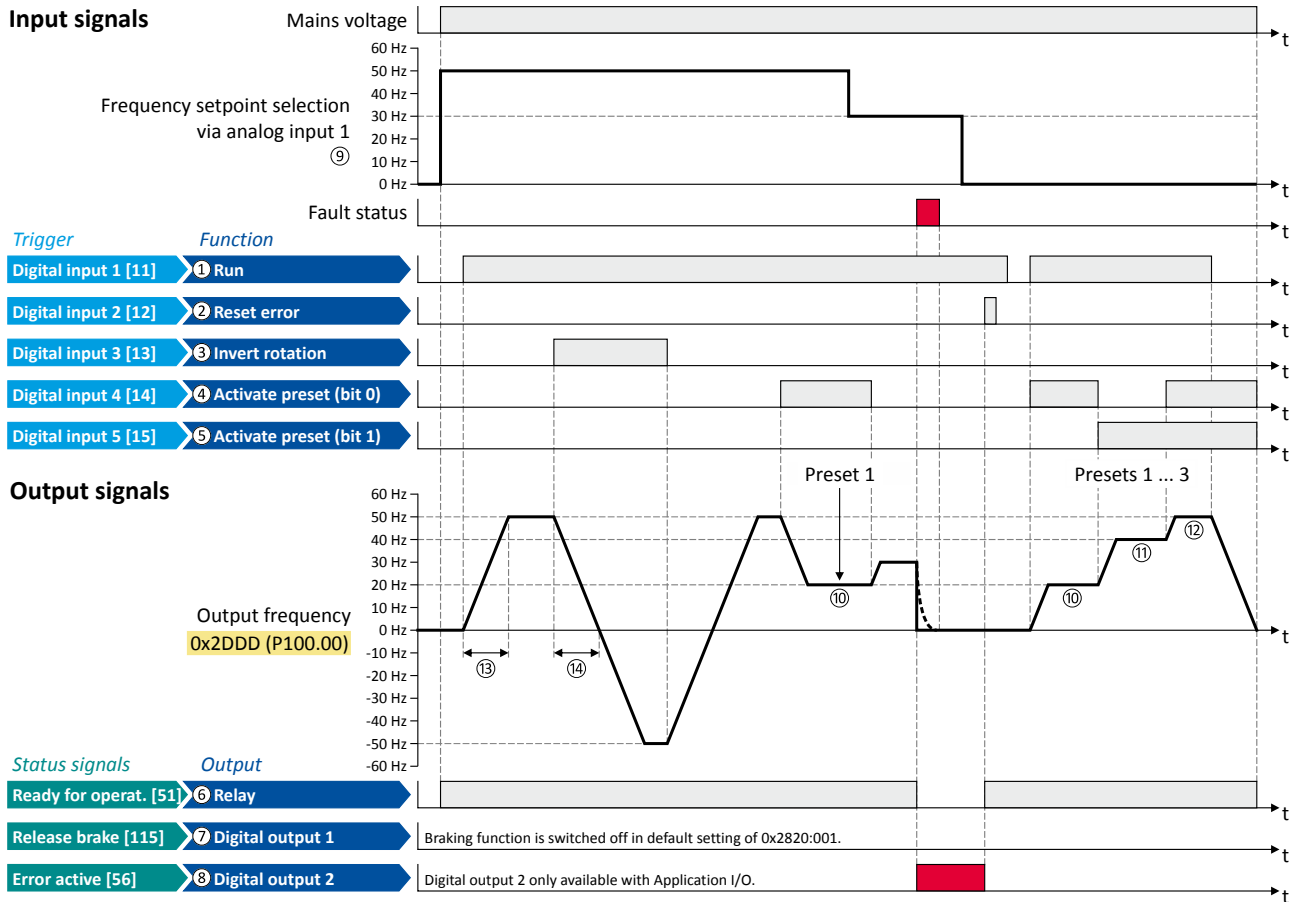 Input signals
Mains voltage
t
60 Hz
50 Hz
40 Hz
30 Hz
20 Hz
10 Hz
0 Hz
Frequency setpoint selection
via analog input 1
⑨
t
Fault status
t
Trigger Function
Digital input 1 [11] ① Run
t
Digital input 2 [12] ② Reset error
t
Digital input 3 [13] ③ Invert rotation
t
Digital input 4 [14] ④ Activate preset (bit 0)
t
Digital input 5 [15] ⑤ Activate preset (bit 1)
t
Output signals
Preset 1
Presets 1 ... 3
60 Hz
50 Hz
40 Hz
30 Hz
20 Hz
10 Hz
0 Hz
-10 Hz
-20 Hz
-30 Hz
-40 Hz
-50 Hz
-60 Hz
Output frequency
0x2DDD (P100.00)
⑩
⑩
⑪
⑫
⑬
⑭
t
Status signals Output
Ready for operat. [51] ⑥ Relay
t
Release brake [115] ⑦ Digital output 1
Braking function is switched off in default setting of 0x2820:001.
t
Error active [56] ⑧ Digital output 2
Digital output 2 only available with Application I/O.
t